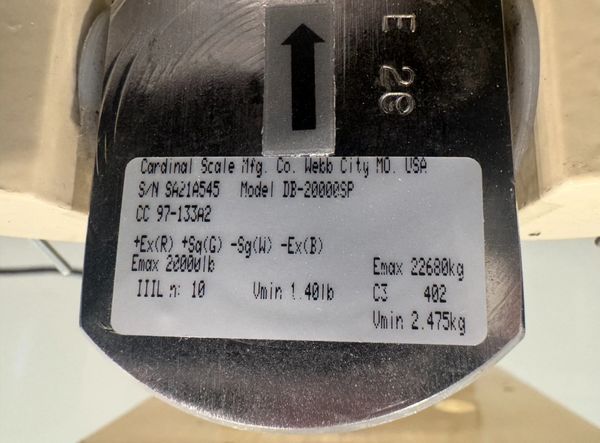 E 28
Cardinal Scale Mfg. Co. Webb City MO. USA
S/N SA21A545 Model DB-20000SP
CC 97-133A2
+Ex(R) +Sg(G) -Sg(W) -Ex(B)
Emax 20000lb Emax 22680kg
IIIL n: 10 Vmin 1.40lb C3 402
Vmin 2.475kg